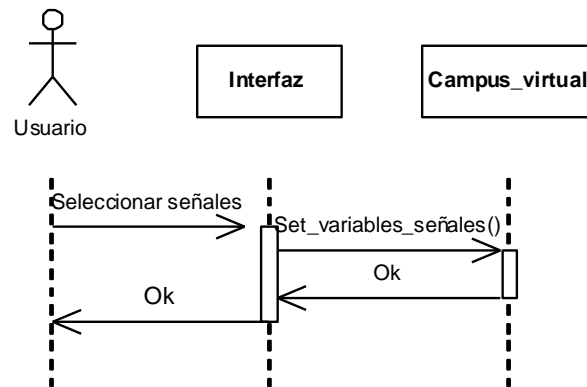 Interfaz
Campus_virtual
Usuario
Seleccionar señales
Set_variables_señales()
Ok
Ok